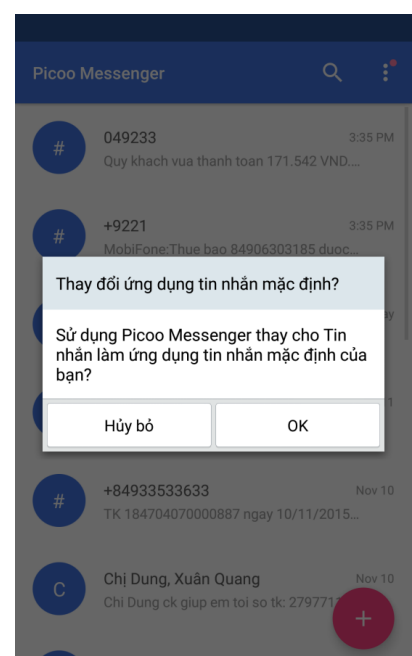 Picoo Messenger
# 049233 3:35 PM
Quy khach vua thanh toan 171.542 VND....
# +9221 3:35 PM
MobiFone:Thue bao 84906303185 duoc...
Thay đổi ứng dụng tin nhắn mặc định?
Sử dụng Picoo Messenger thay cho Tin
nhắn làm ứng dụng tin nhắn mặc định của
bạn?
Hủy bỏ OK
# +84933533633 Nov 10
TK 184704070000887 ngay 10/11/2015...
C Chị Dung, Xuân Quang Nov 10
Chi Dung ck giup em toi so tk:
+